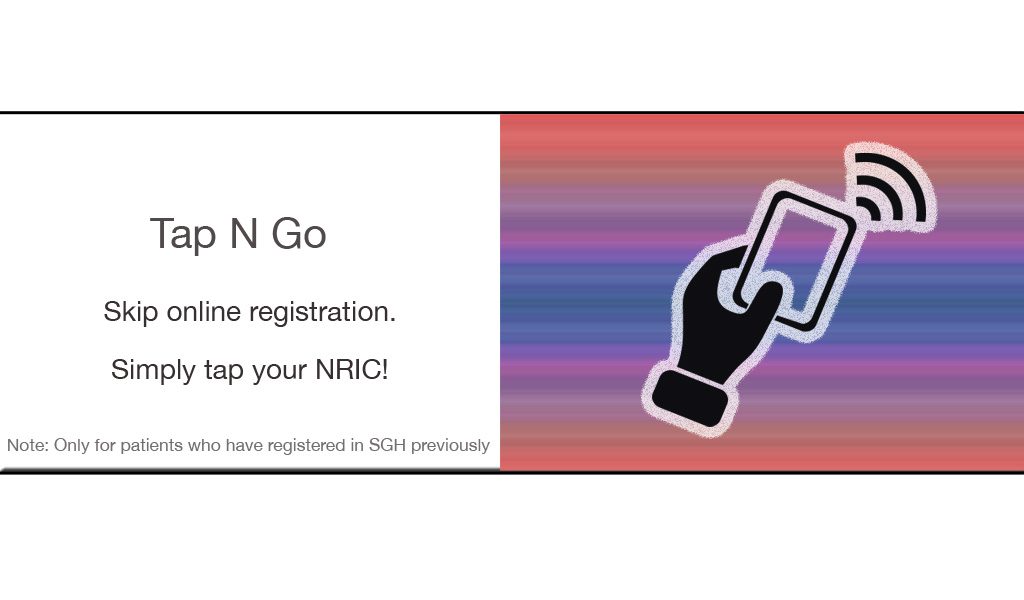 Tap N Go
Skip online registration.
Simply tap your NRIC!
Note: Only for patients who have registered in SGH previously